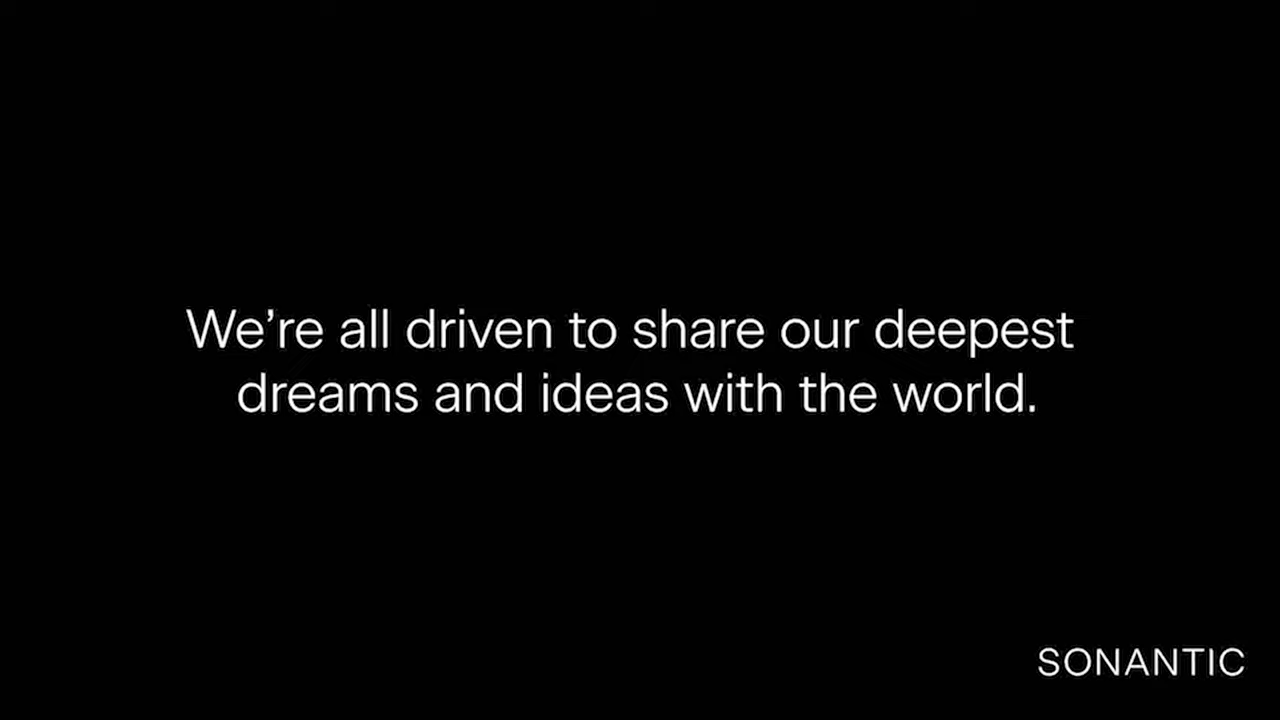 We’re all driven to share our deepest
dreams and ideas with the world.
SONANTIC